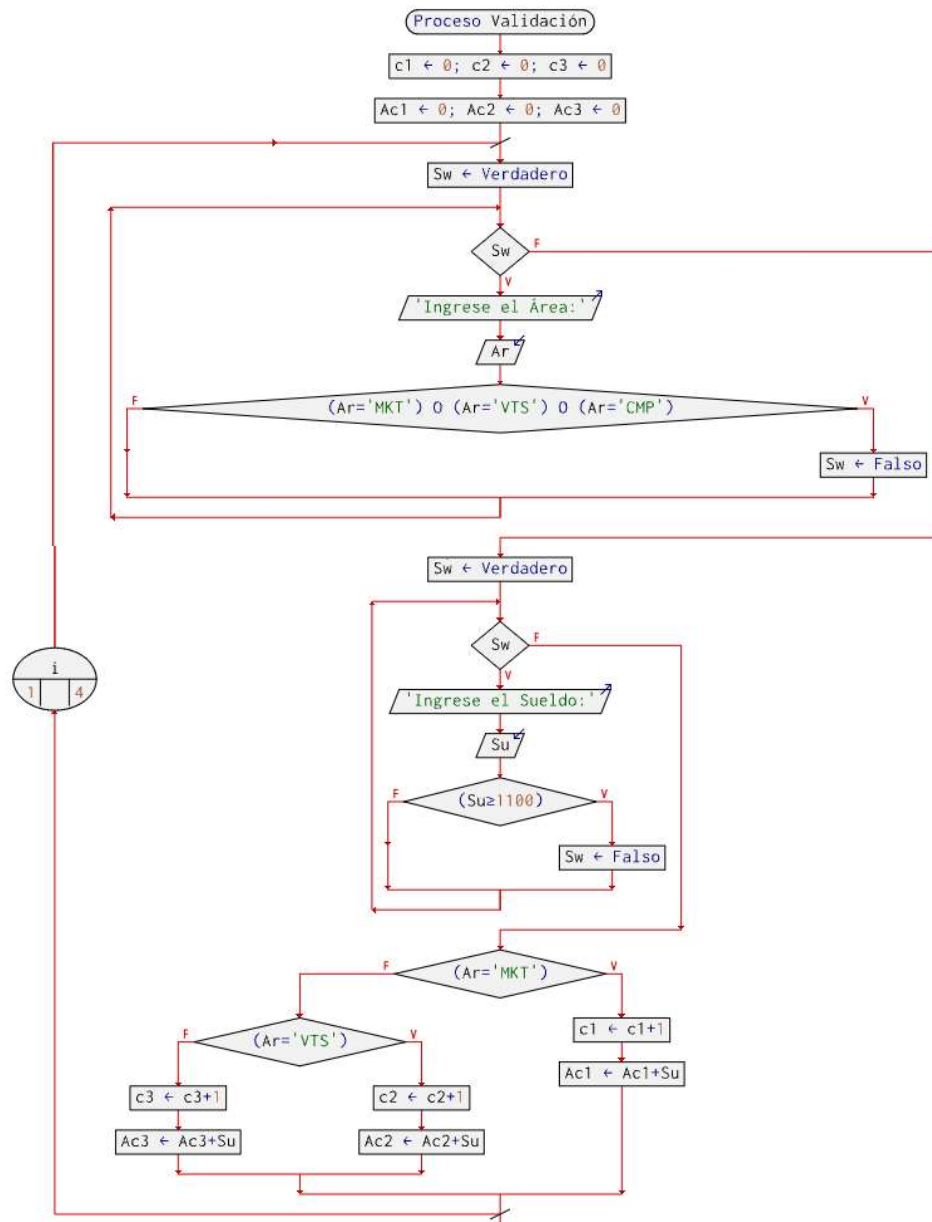 Proceso Validación
c1 ← 0; c2 ← 0; c3 ← 0
Ac1 ← 0; Ac2 ← 0; Ac3 ← 0
Sw ← Verdadero
Sw
F
V
'Ingrese el Área:'
Ar
F
(Ar='MKT') O (Ar='VTS') O (Ar='CMP')
V
Sw ← Falso
Sw ← Verdadero
Sw
F
V
i
1
4
'Ingrese el Sueldo:'
Su
F
(Su≥1100)
V
Sw ← Falso
F
(Ar='MKT')
V
c1 ← c1+1
F
(Ar='VTS')
V
Ac1 ← Ac1+Su
c3 ← c3+1
c2 ← c2+1
Ac3 ← Ac3+Su
Ac2 ← Ac2+Su